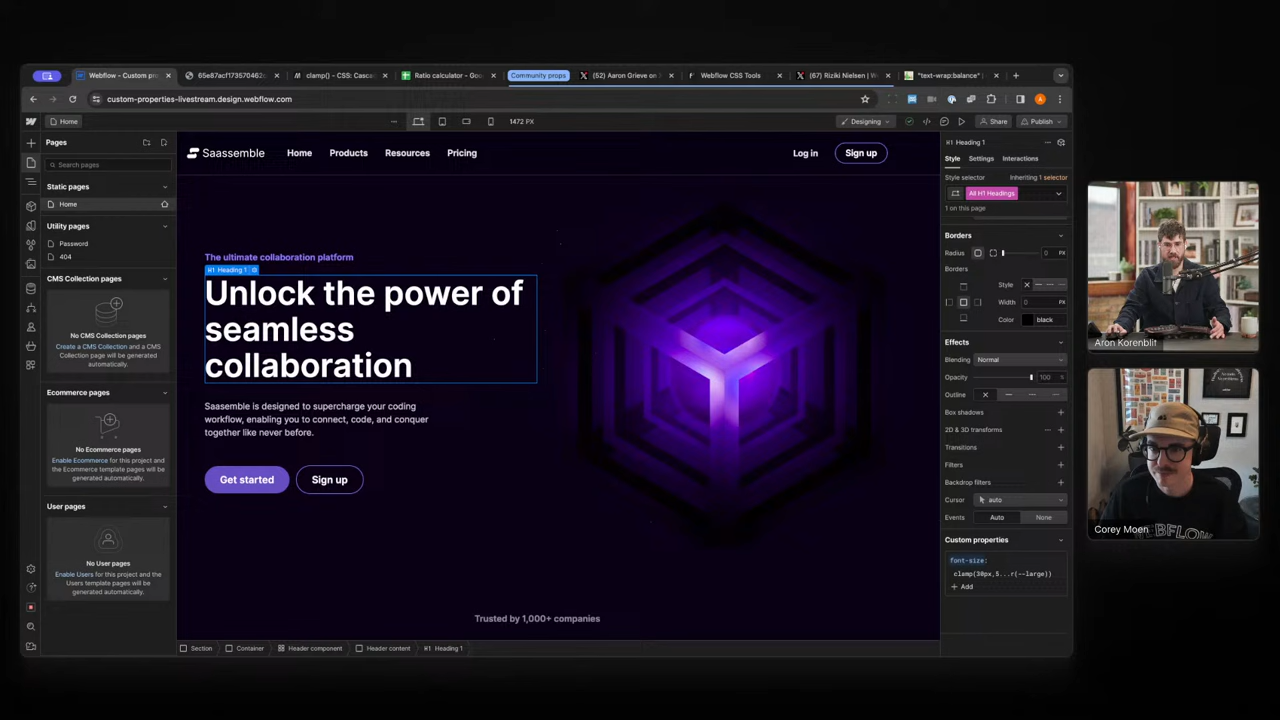 Webflow - Custom pr
65e87acf173570462c
clamp() - CSS: Casca
Ratio calculator - Goo
Community props
(52) Aaron Grieve on
Webflow CSS Tools
(67) Riziki Nielsen | W
"text-wrap:balance"
custom-properties-livestream.design.webflow.com
Home
1472 PX
Designing
Share
Publish
Pages
Search pages
Static pages
Home
Utility pages
Password
404
CMS Collection pages
No CMS Collection pages
Create a CMS Collection and a CMS
Collection page will be generated
automatically.
Ecommerce pages
No Ecommerce pages
Enable Ecommerce for this project and
the Ecommerce template pages will be
generated automatically.
User pages
No User pages
Enable Users for this project and the
Users template pages will be
generated automatically.
Saassemble
Home
Products
Resources
Pricing
Log in
Sign up
The ultimate collaboration platform
H1 Heading 1
Unlock the power of
seamless
collaboration
Saassemble is designed to supercharge your coding
workflow, enabling you to connect, code, and conquer
together like never before.
Get started
Sign up
Trusted by 1,000+ companies
Section
Container
Header component
Header content
H1 Heading 1
H1 Heading 1
Style
Settings
Interactions
Style selector
Inheriting 1 selector
All H1 Headings
1 on this page
Borders
Radius
0 PX
Borders
Style
Width
0 PX
Color
black
Effects
Blending
Normal
Opacity
100 %
Outline
Box shadows
2D & 3D transforms
Transitions
Filters
Backdrop filters
Cursor
auto
Events
Auto
None
Custom properties
font-size:
clamp(30px,5...r(--large))
+ Add
Aron Korenblit
Corey Moen
WEBFLOW